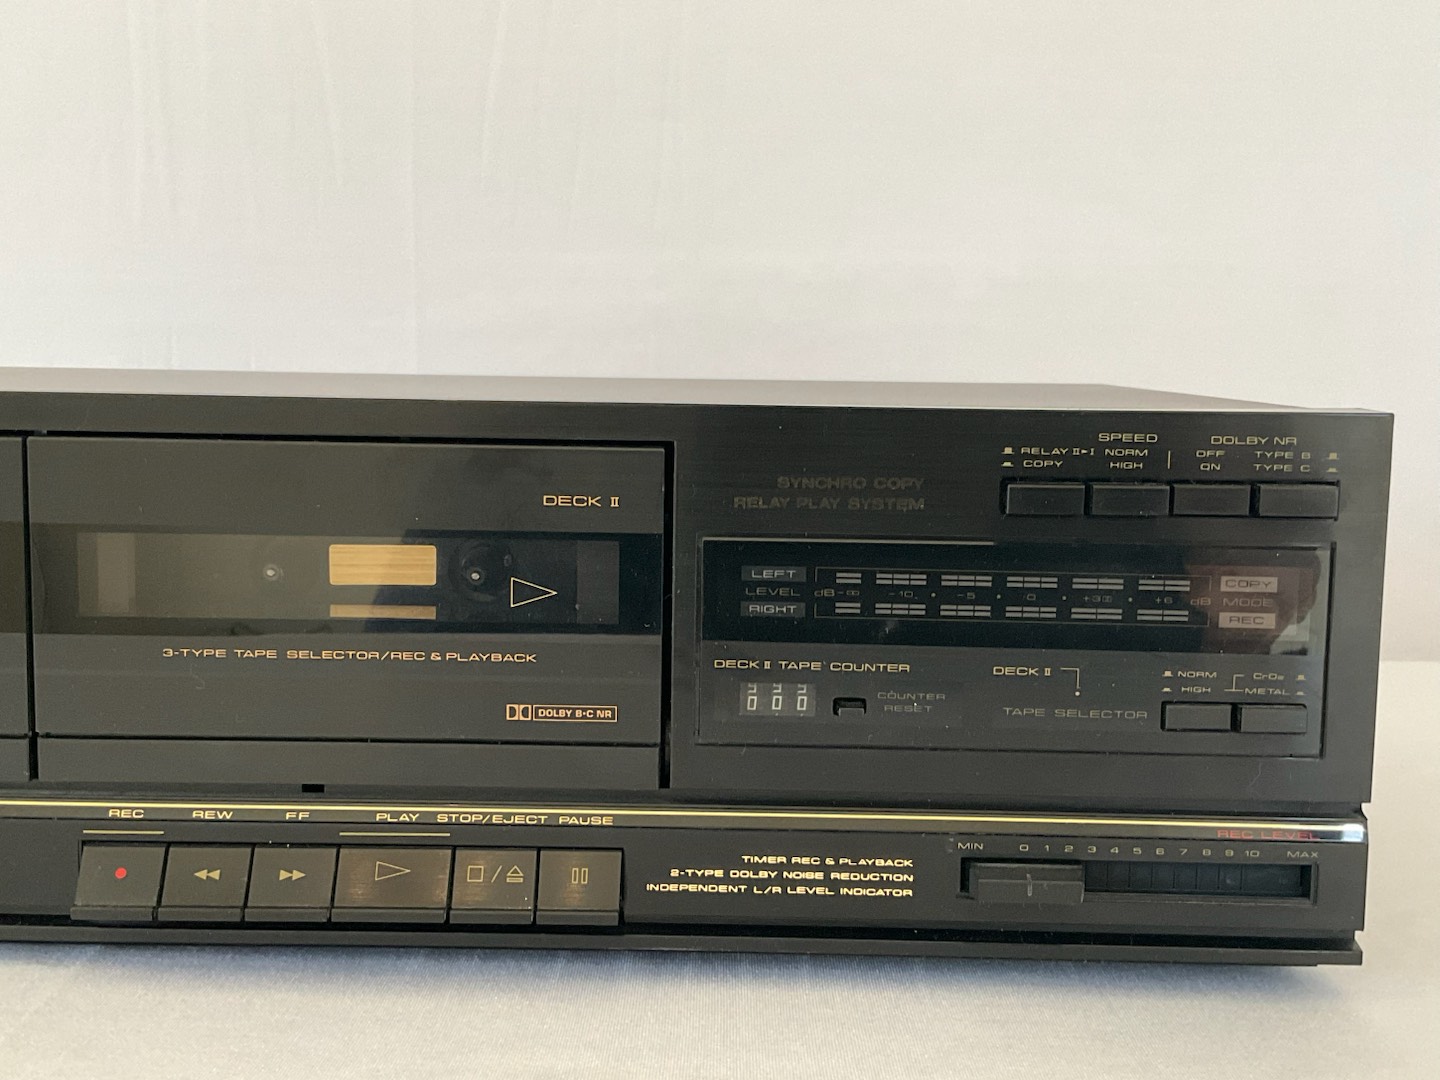 DECK II
3-TYPE TAPE SELECTOR/REC & PLAYBACK
DOLBY B·C NR
SYNCHRO COPY
RELAY PLAY SYSTEM
SPEED
DOLBY NR
RELAY II▸I NORM OFF TYPE B
COPY HIGH ON TYPE C
LEFT
COPY
LEVEL dB -∞ -10 -5 0 +3 +6 dB MODE
RIGHT
REC
DECK II TAPE COUNTER
000
COUNTER
RESET
DECK II
TAPE SELECTOR
NORM CrO₂
HIGH METAL
REC REW FF PLAY STOP/EJECT PAUSE
TIMER REC & PLAYBACK
2-TYPE DOLBY NOISE REDUCTION
INDEPENDENT L/R LEVEL INDICATOR
REC LEVEL
MIN 0 1 2 3 4 5 6 7 8 9 10 MAX